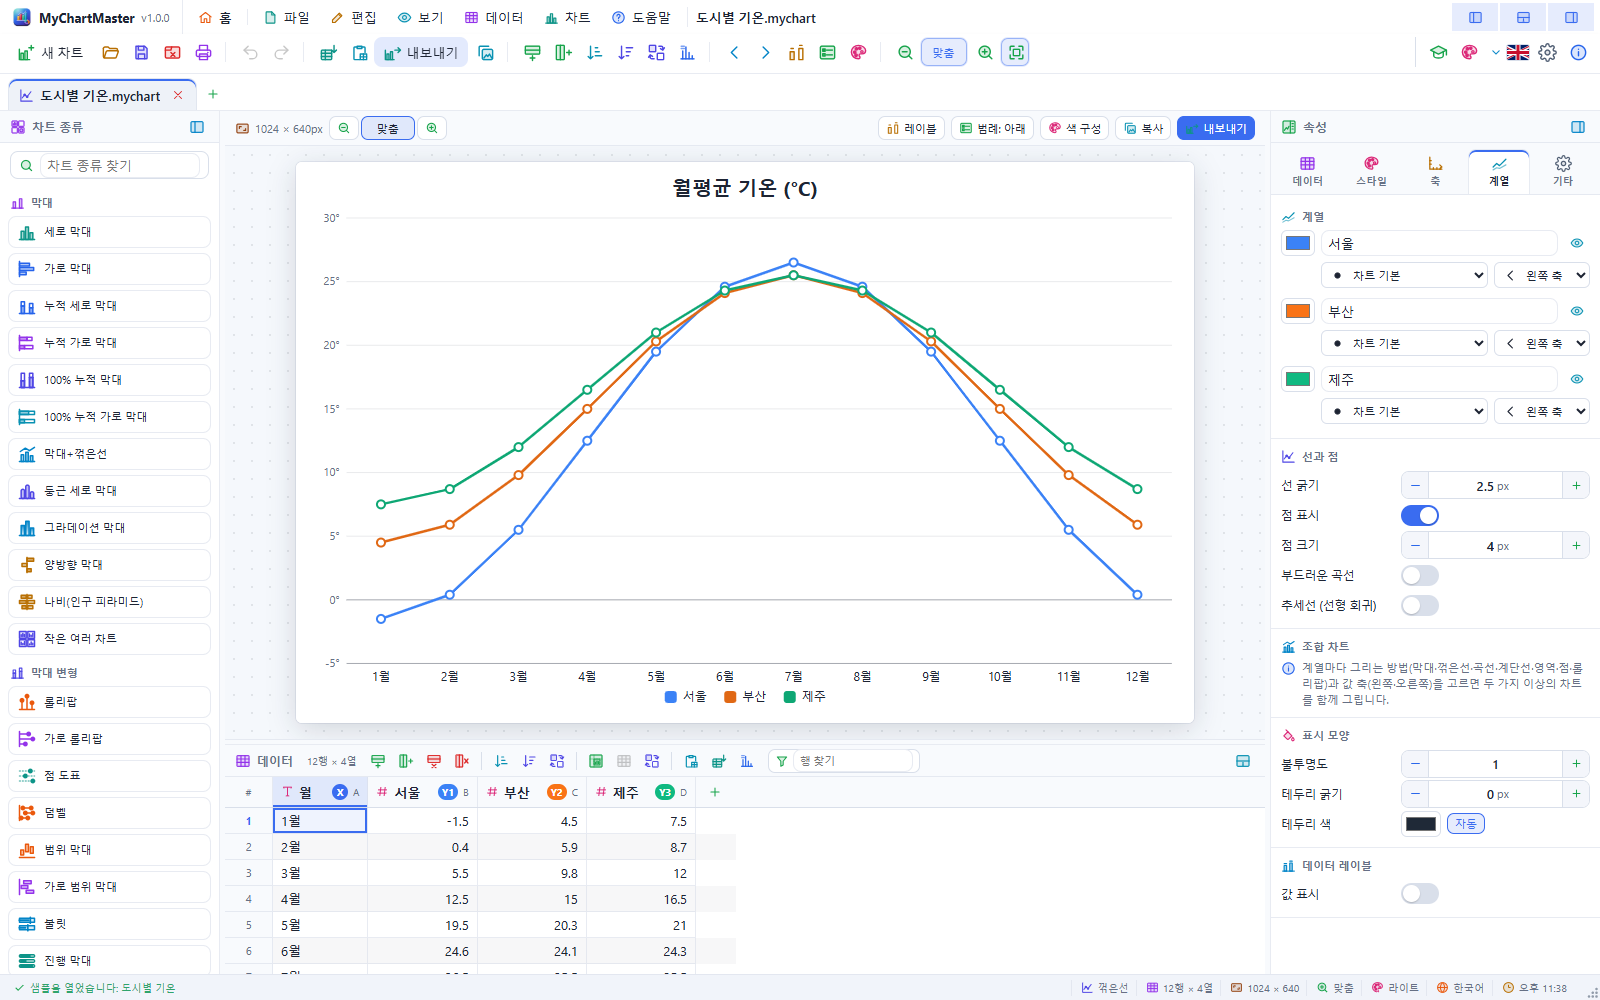 MyChartMaster v1.0.0 홈 파일 편집 보기 데이터 차트 도움말 도시별 기온.mychart
새 차트 내보내기 맞춤
도시별 기온.mychart
차트 종류
차트 종류 찾기
막대
세로 막대
가로 막대
누적 세로 막대
누적 가로 막대
100% 누적 막대
100% 누적 가로 막대
막대+꺾은선
둥근 세로 막대
그라데이션 막대
양방향 막대
나비(인구 피라미드)
작은 여러 차트
막대 변형
롤리팝
가로 롤리팝
점 도표
덤벨
범위 막대
가로 범위 막대
불릿
진행 막대
1024 × 640px 맞춤 레이블 범례: 아래 색 구성 복사 내보내기
월평균 기온 (°C)
30°
25°
20°
15°
10°
5°
0°
-5°
1월 2월 3월 4월 5월 6월 7월 8월 9월 10월 11월 12월
서울 부산 제주
데이터 12행 × 4열 행 찾기
# 월 X A 서울 Y1 B 부산 Y2 C 제주 Y3 D
1 1월 -1.5 4.5 7.5
2 2월 0.4 5.9 8.7
3 3월 5.5 9.8 12
4 4월 12.5 15 16.5
5 5월 19.5 20.3 21
6 6월 24.6 24.1 24.3
속성
데이터 스타일 축 계열 기타
계열
서울
차트 기본 왼쪽 축
부산
차트 기본 왼쪽 축
제주
차트 기본 왼쪽 축
선과 점
선 굵기 2.5 px
점 표시
점 크기 4 px
부드러운 곡선
추세선 (선형 회귀)
조합 차트
계열마다 그리는 방법(막대·꺾은선·곡선·계단선·영역·점·롤
리팝)과 값 축(왼쪽·오른쪽)을 고르면 두 가지 이상의 차트
를 함께 그립니다.
표시 모양
불투명도 1
테두리 굵기 0 px
테두리 색 자동
데이터 레이블
값 표시
샘플을 열었습니다: 도시별 기온 꺾은선 12행 × 4열 1024 × 640 맞춤 라이트 한국어 오후 11:38